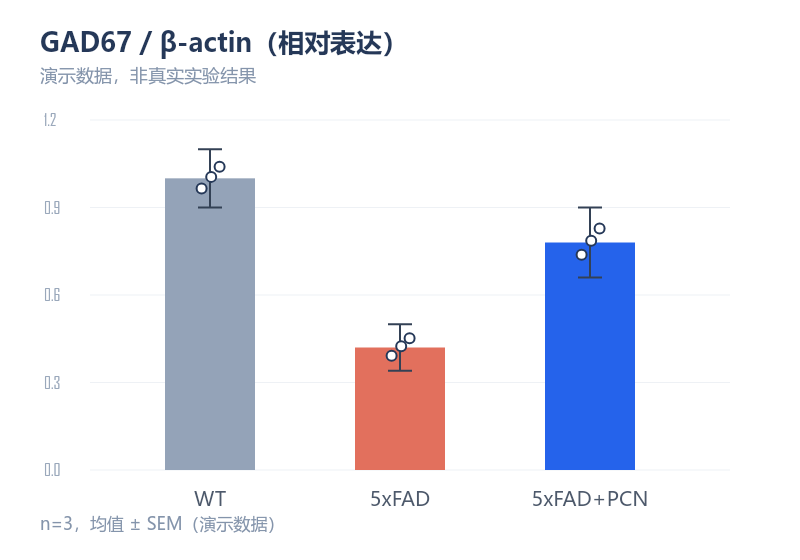 GAD67 / β-actin（相对表达）
演示数据，非真实实验结果
1.2
0.9
0.6
0.3
0.0
WT 5xFAD 5xFAD+PCN
n=3，均值 ± SEM（演示数据）